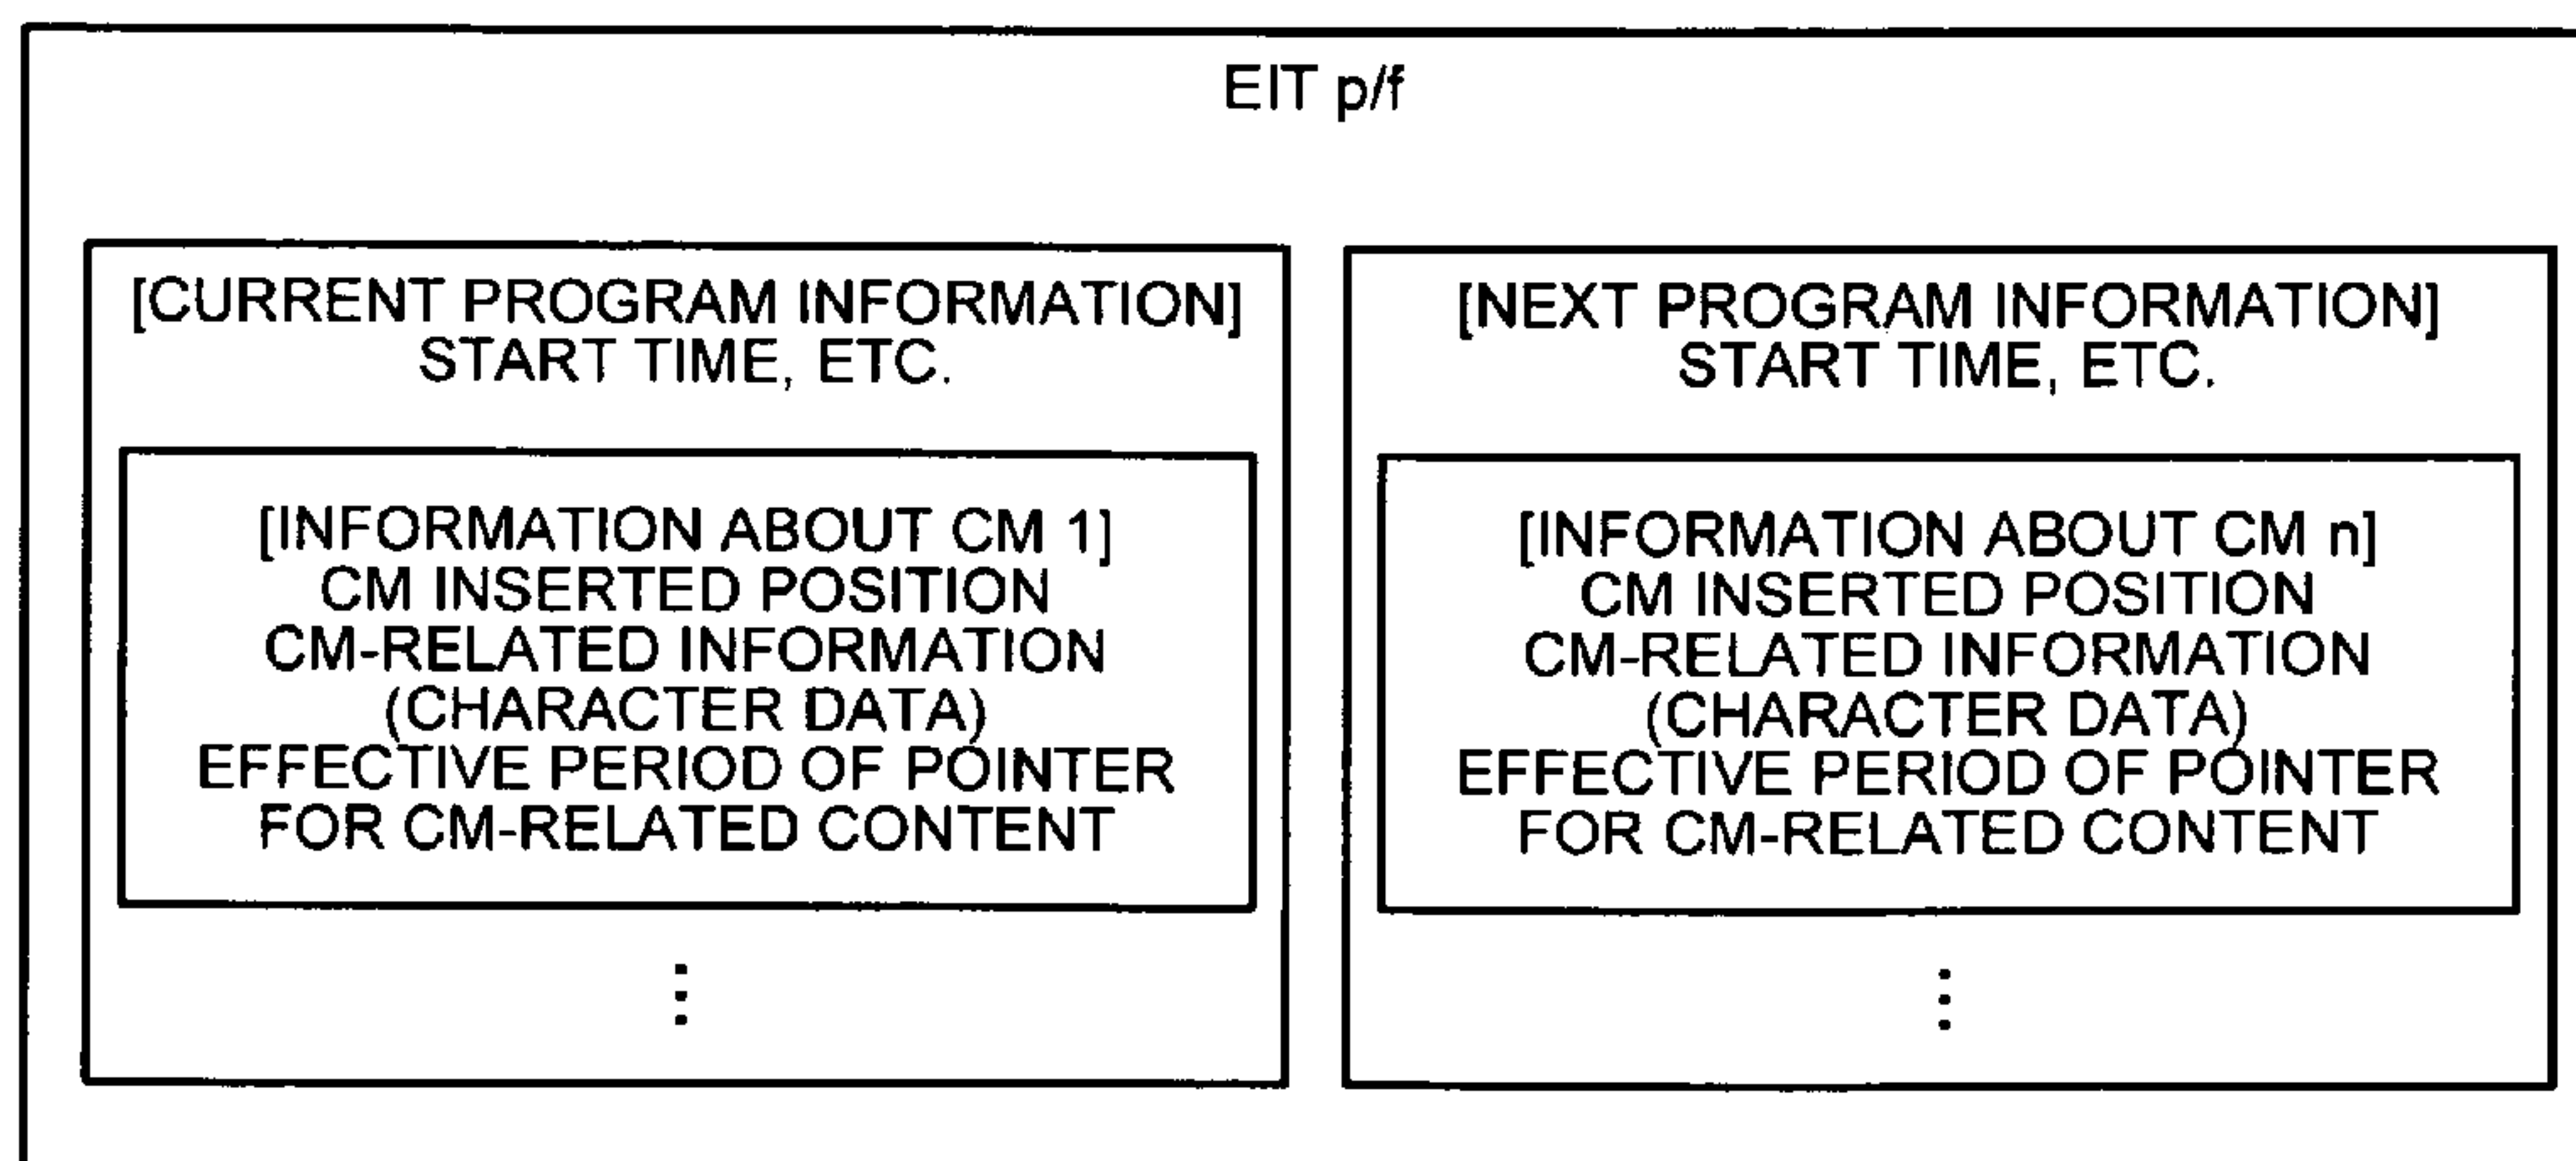 EIT p/f
[CURRENT PROGRAM INFORMATION]
START TIME, ETC.
[INFORMATION ABOUT CM 1]
CM INSERTED POSITION
CM-RELATED INFORMATION
(CHARACTER DATA)
EFFECTIVE PERIOD OF POINTER
FOR CM-RELATED CONTENT
[NEXT PROGRAM INFORMATION]
START TIME, ETC.
[INFORMATION ABOUT CM n]
CM INSERTED POSITION
CM-RELATED INFORMATION
(CHARACTER DATA)
EFFECTIVE PERIOD OF POINTER
FOR CM-RELATED CONTENT